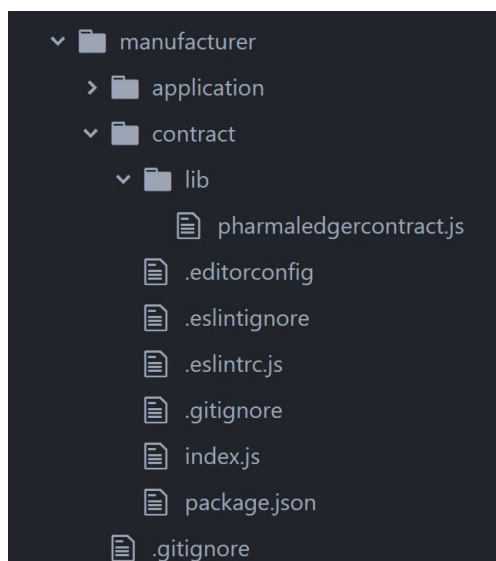 manufacturer
application
contract
lib
pharmaledgercontract.js
.editorconfig
.eslintignore
.eslintrc.js
.gitignore
index.js
package.json
.gitignore